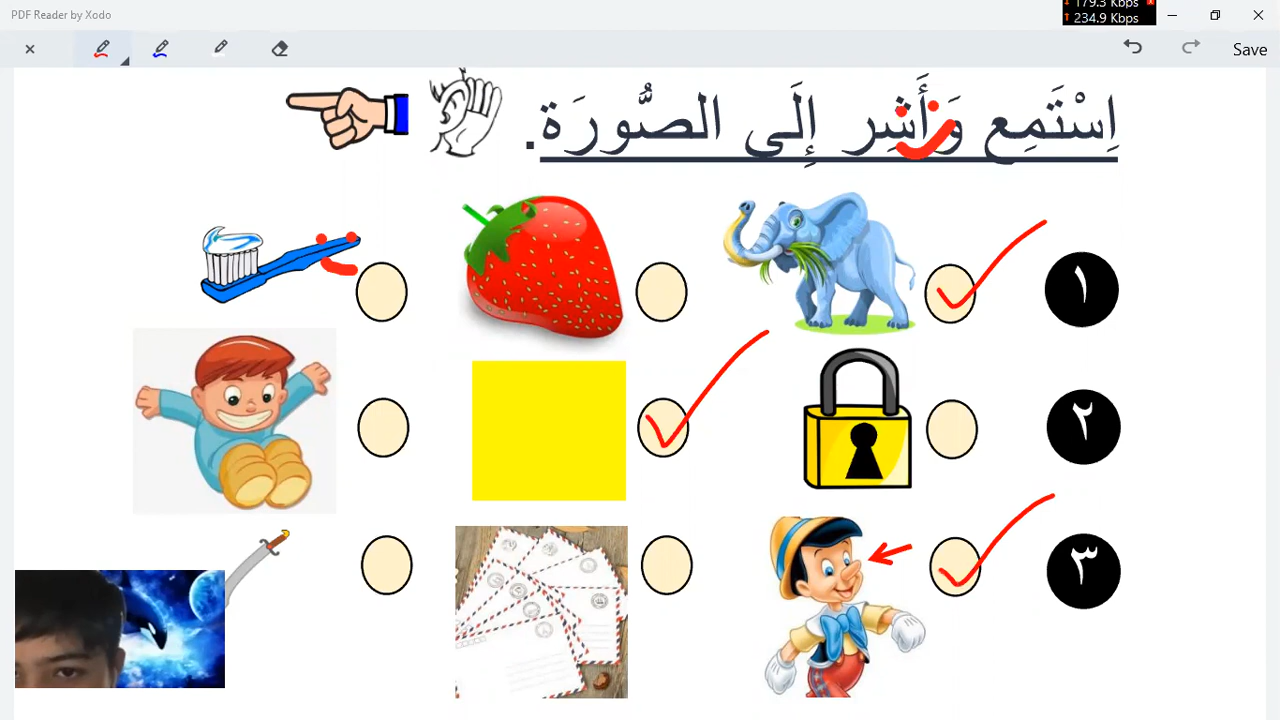 PDF Reader by Xodo
179.3 Kbps
234.9 Kbps
Save
اِسْتَمِع وَأَشِر إِلَى الصُّورَة.
١
٢
٣